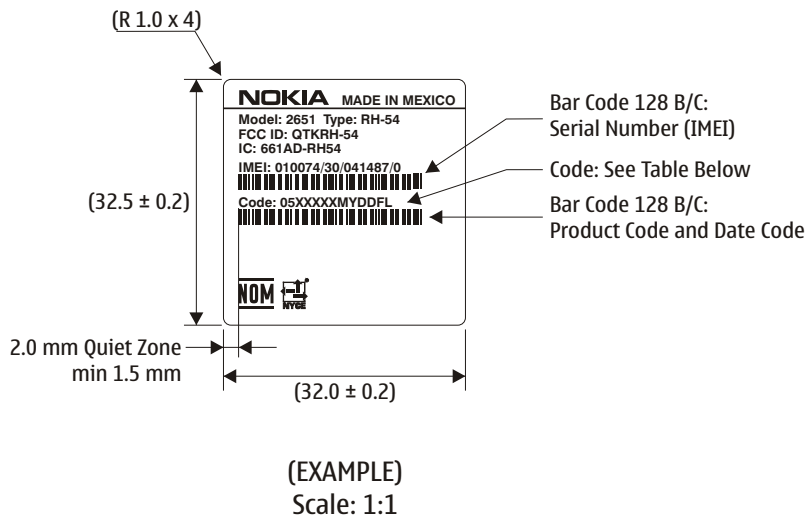 (R 1.0 x 4)
NOKIA MADE IN MEXICO
Model: 2651 Type: RH-54
FCC ID: QTKRH-54
IC: 661AD-RH54
IMEI: 010074/30/041487/0
Code: 05XXXXXMYDDFL
NOM NYCE
Bar Code 128 B/C:
Serial Number (IMEI)
Code: See Table Below
Bar Code 128 B/C:
Product Code and Date Code
(32.5 ± 0.2)
2.0 mm Quiet Zone
min 1.5 mm
(32.0 ± 0.2)
(EXAMPLE)
Scale: 1:1